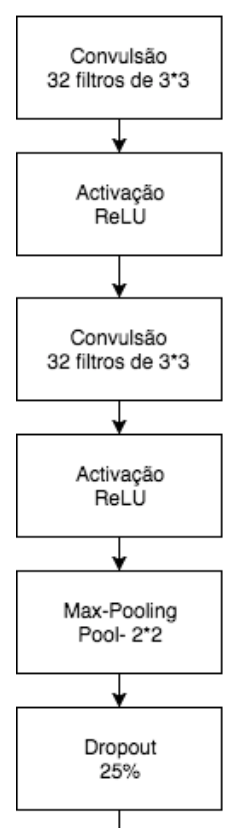 Convulsão
32 filtros de 3*3
Activação
ReLU
Convulsão
32 filtros de 3*3
Activação
ReLU
Max-Pooling
Pool- 2*2
Dropout
25%